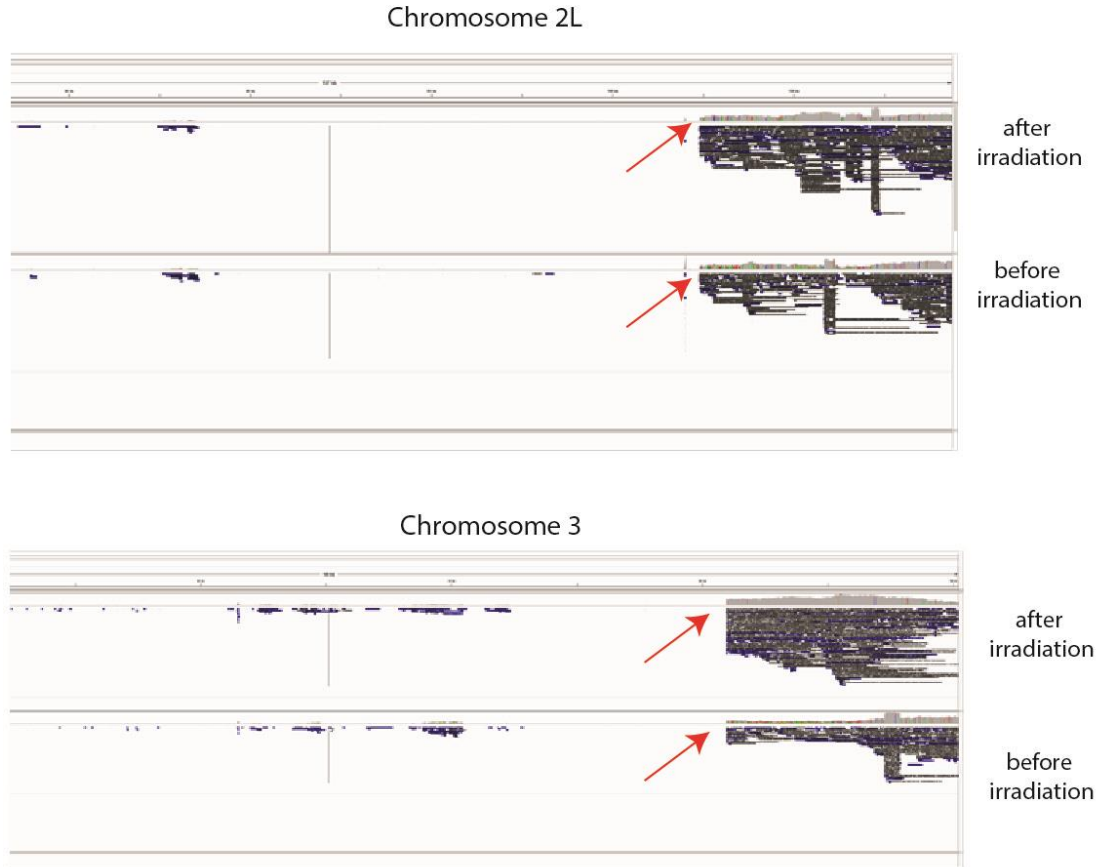 Chromosome 2L
after
irradiation
before
irradiation
Chromosome 3
after
irradiation
before
irradiation